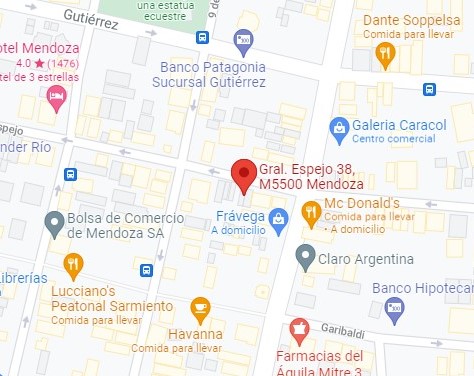 una estatua
ecuestre
Gutiérrez
9 de
Dante Soppelsa
Comida para llevar
otel Mendoza
4.0 ★ (1476)
tel de 3 estrellas
Banco Patagonia
Sucursal Gutiérrez
Galeria Caracol
Centro comercial
spejo
nder Río
Gral. Espejo 38,
M5500 Mendoza
Mc Donald's
Comida para llevar
· A domicilio
Bolsa de Comercio
de Mendoza SA
Frávega
A domicilio
Claro Argentina
Librerías
Lucciano's
Peatonal Sarmiento
Comida para llevar
Banco Hipotecar
Havanna
Comida para llevar
Garibaldi
Farmacias del
Águila Mitre 3